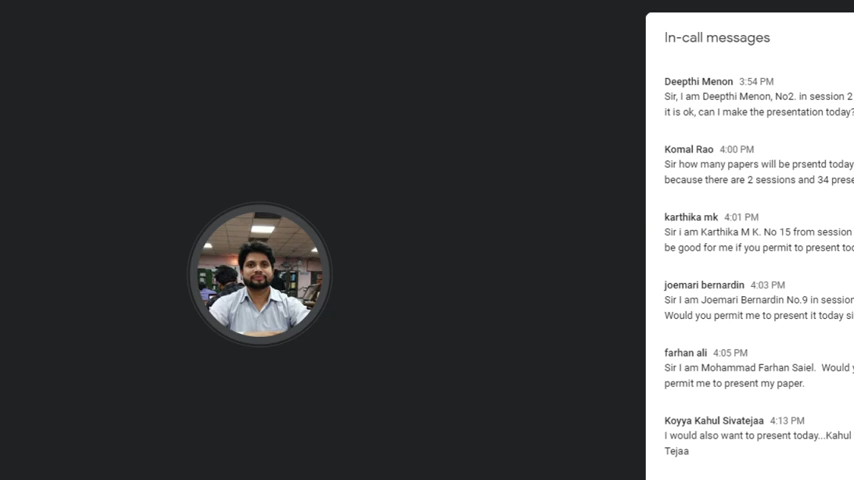 In-call messages
Deepthi Menon 3:54 PM
Sir, I am Deepthi Menon, No2. in session 2
it is ok, can I make the presentation today?
Komal Rao 4:00 PM
Sir how many papers will be prsentd today
because there are 2 sessions and 34 prese
karthika mk 4:01 PM
Sir i am Karthika M K. No 15 from session
be good for me if you permit to present too
joemari bernardin 4:03 PM
Sir I am Joemari Bernardin No.9 in session
Would you permit me to present it today si
farhan ali 4:05 PM
Sir I am Mohammad Farhan Saiel. Would y
permit me to present my paper.
Koyya Kahul Sivatejaa 4:13 PM
I would also want to present today...Kahul
Tejaa